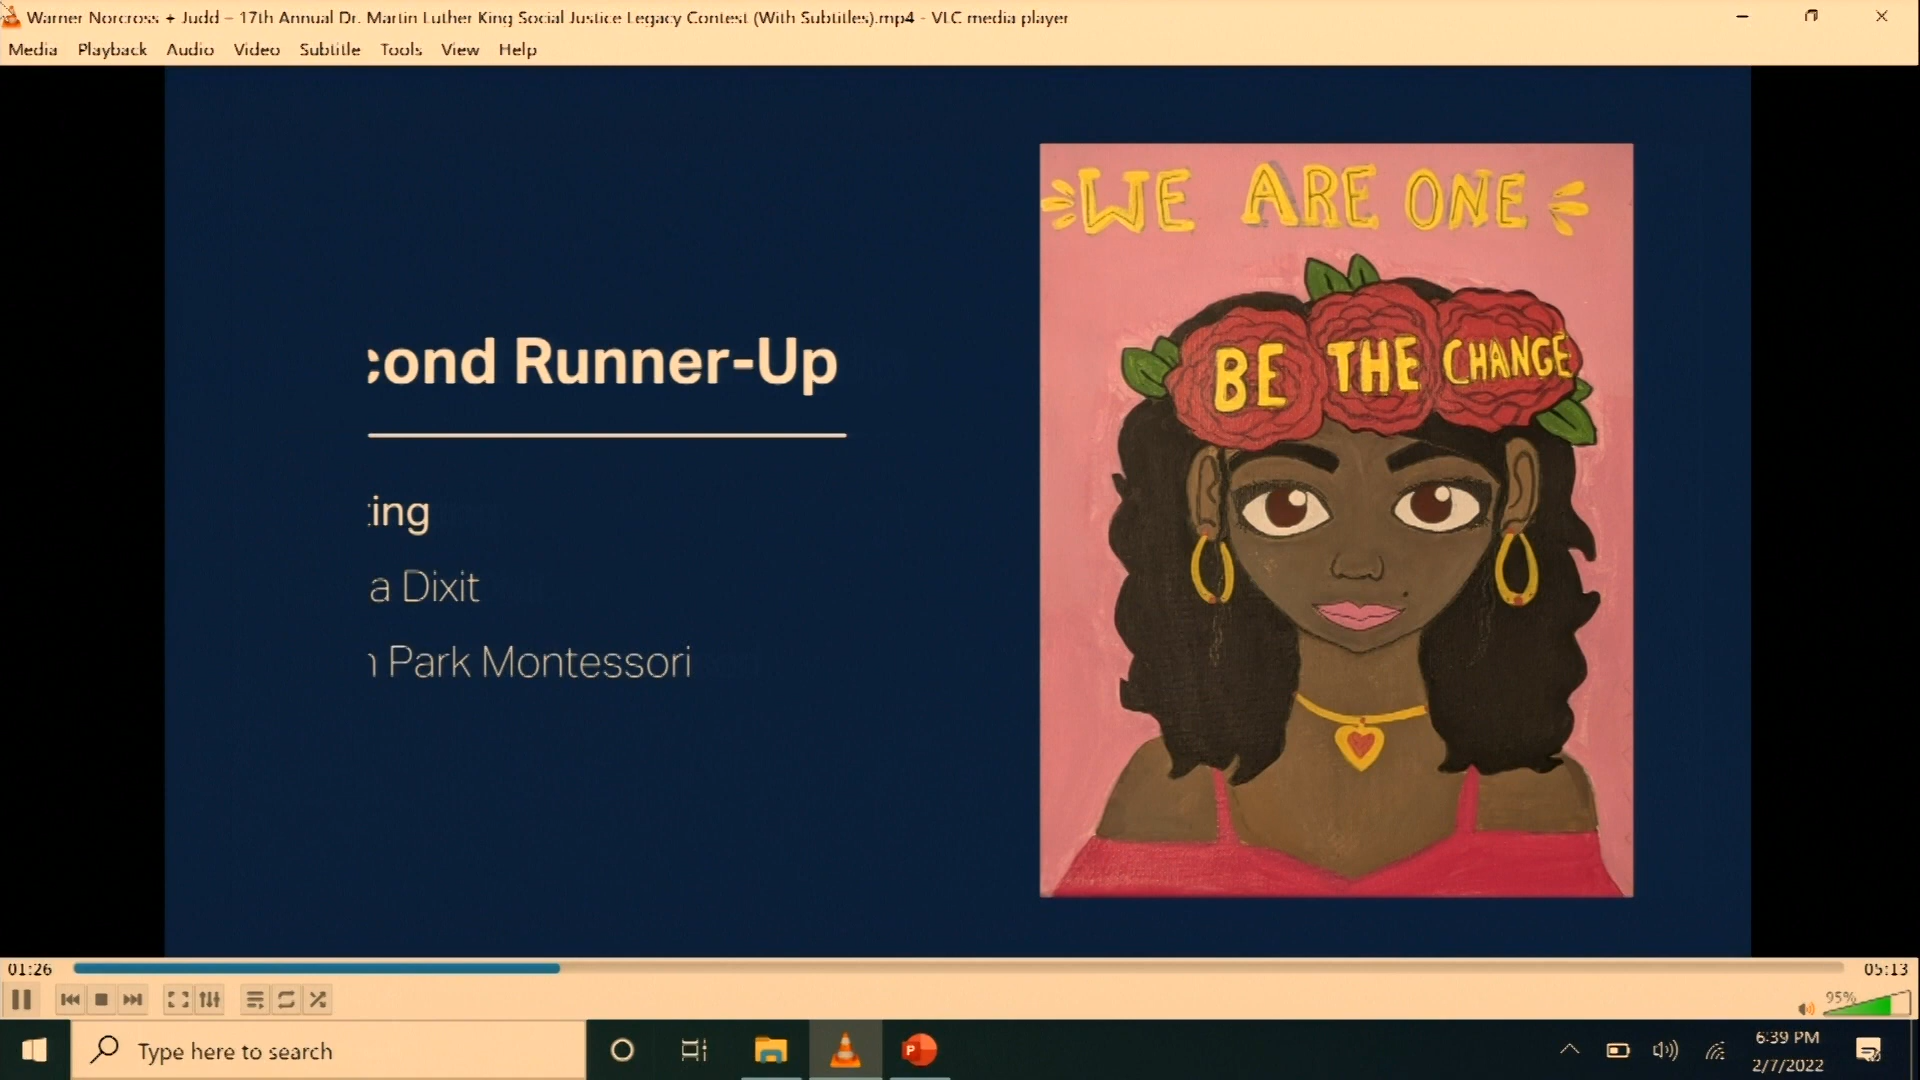 Warner Norcross + Judd – 17th Annual Dr. Martin Luther King Social Justice Legacy Contest (With Subtitles).mp4 - VLC media player
Media Playback Audio Video Subtitle Tools View Help
WE ARE ONE
BE THE CHANGE
cond Runner-Up
ting
a Dixit
n Park Montessori
01:26
05:13
95%
Type here to search
6:39 PM
2/7/2022